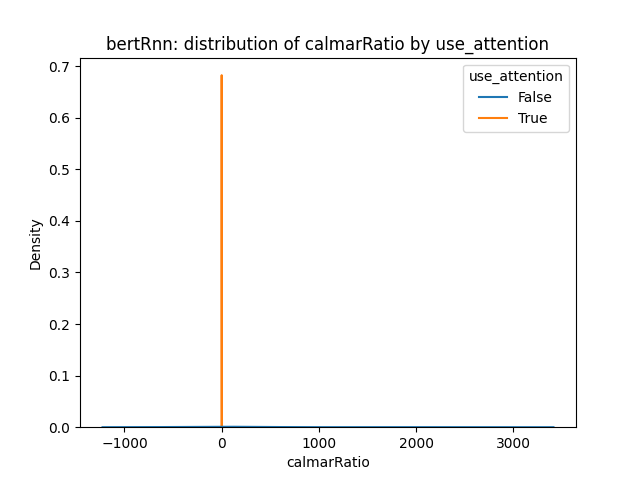 bertRnn: distribution of calmarRatio by use_attention
use_attention
False
True
Density
0.7
0.6
0.5
0.4
0.3
0.2
0.1
0.0
−1000 0 1000 2000 3000
calmarRatio